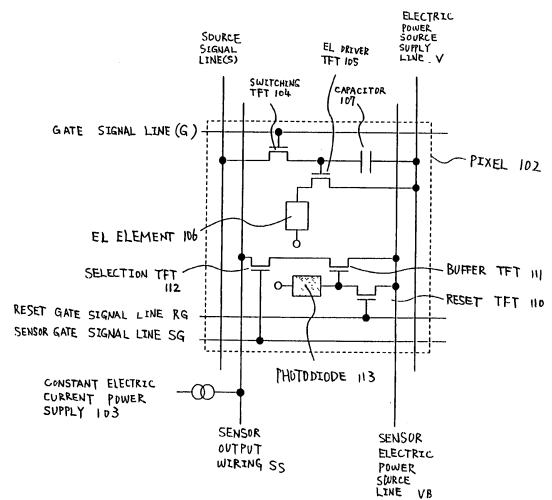 ELECTRIC
POWER
SOURCE
SUPPLY
LINE V
SOURCE
SIGNAL
LINE(S)
EL DRIVER
TFT 105
SWITCHING
TFT 104
CAPACITOR
107
GATE SIGNAL LINE (G)
PIXEL 102
EL ELEMENT 106
SELECTION TFT
112
BUFFER TFT 111
RESET TFT 110
RESET GATE SIGNAL LINE RG
SENSOR GATE SIGNAL LINE SG
PHOTODIODE 113
CONSTANT ELECTRIC
CURRENT POWER
SUPPLY 103
SENSOR
OUTPUT
WIRING SS
SENSOR
ELECTRIC
POWER
SOURCE
LINE VB